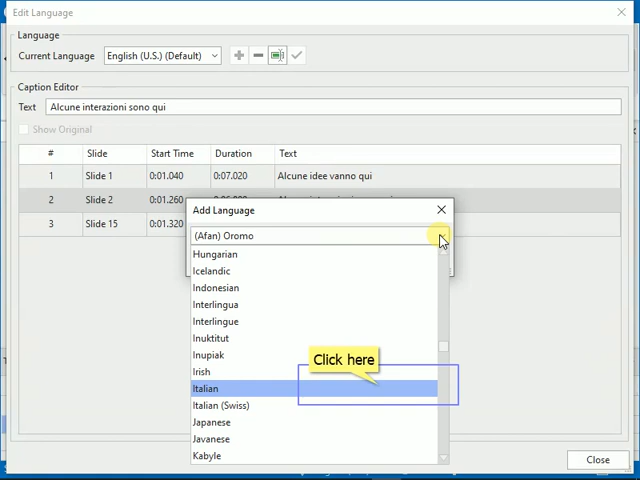 Edit Language
Language
Current Language English (U.S.) (Default)
Caption Editor
Text Alcune interazioni sono qui
Show Original
# Slide Start Time Duration Text
1 Slide 1 0:01.040 0:07.020 Alcune idee vanno qui
2 Slide 2 0:01.260
3 Slide 15 0:01.320
Add Language
(Afan) Oromo
Hungarian
Icelandic
Indonesian
Interlingua
Interlingue
Inuktitut
Inupiak
Irish
Click here
Italian
Italian (Swiss)
Japanese
Javanese
Kabyle
Close